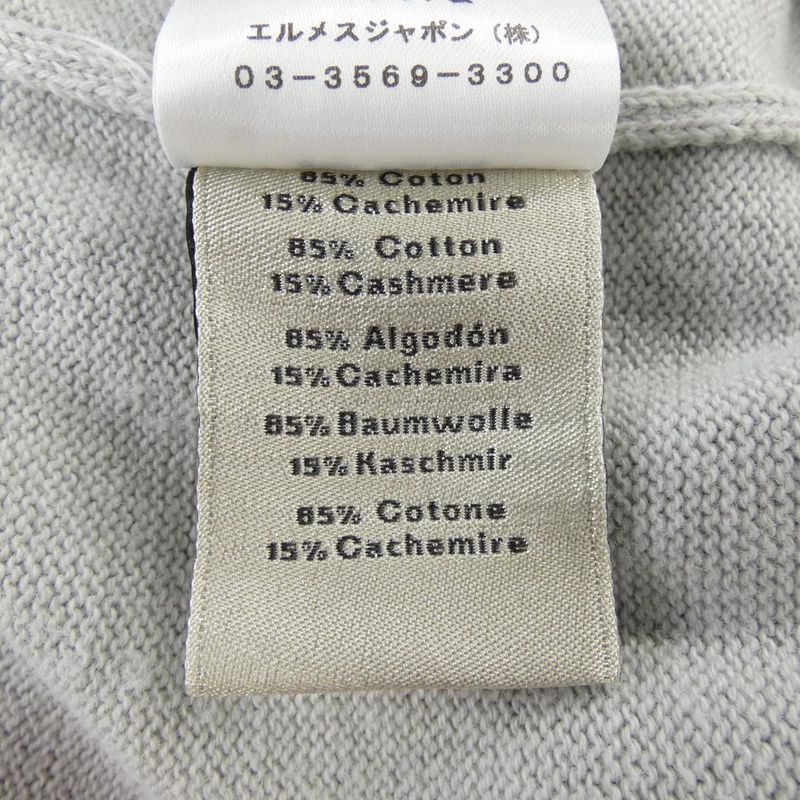 エルメスジャポン（株）
03-3569-3300
85% Coton
15% Cachemire
85% Cotton
15% Cashmere
85% Algodón
15% Cachemira
85% Baumwolle
15% Kaschmir
85% Cotone
15% Cachemire